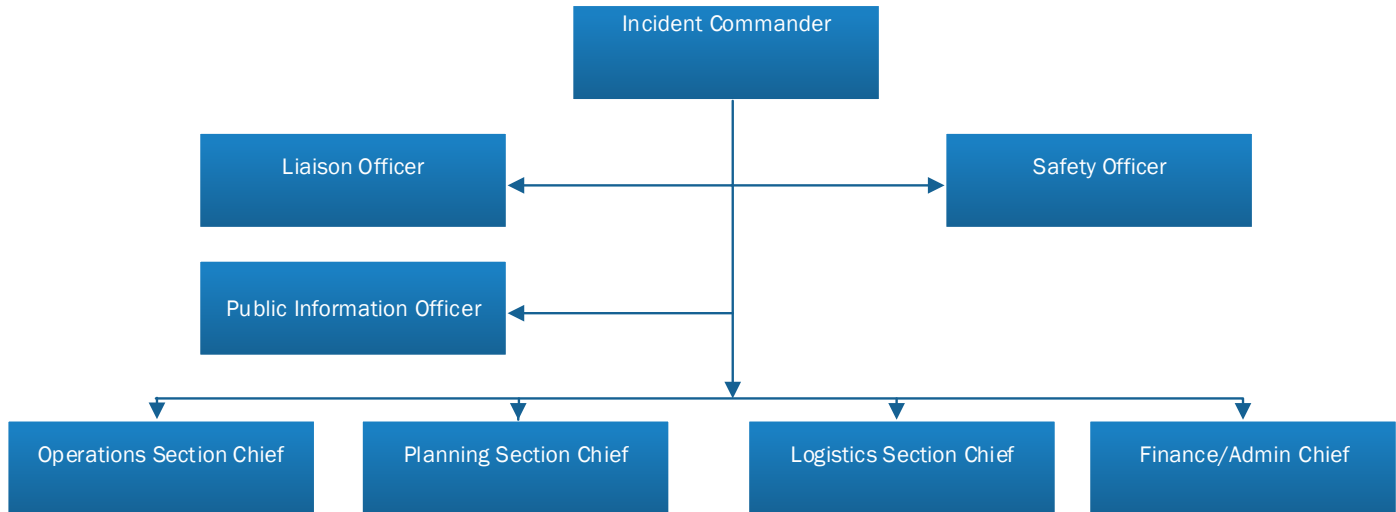 Incident Commander
Liaison Officer
Safety Officer
Public Information Officer
Operations Section Chief
Planning Section Chief
Logistics Section Chief
Finance/Admin Chief